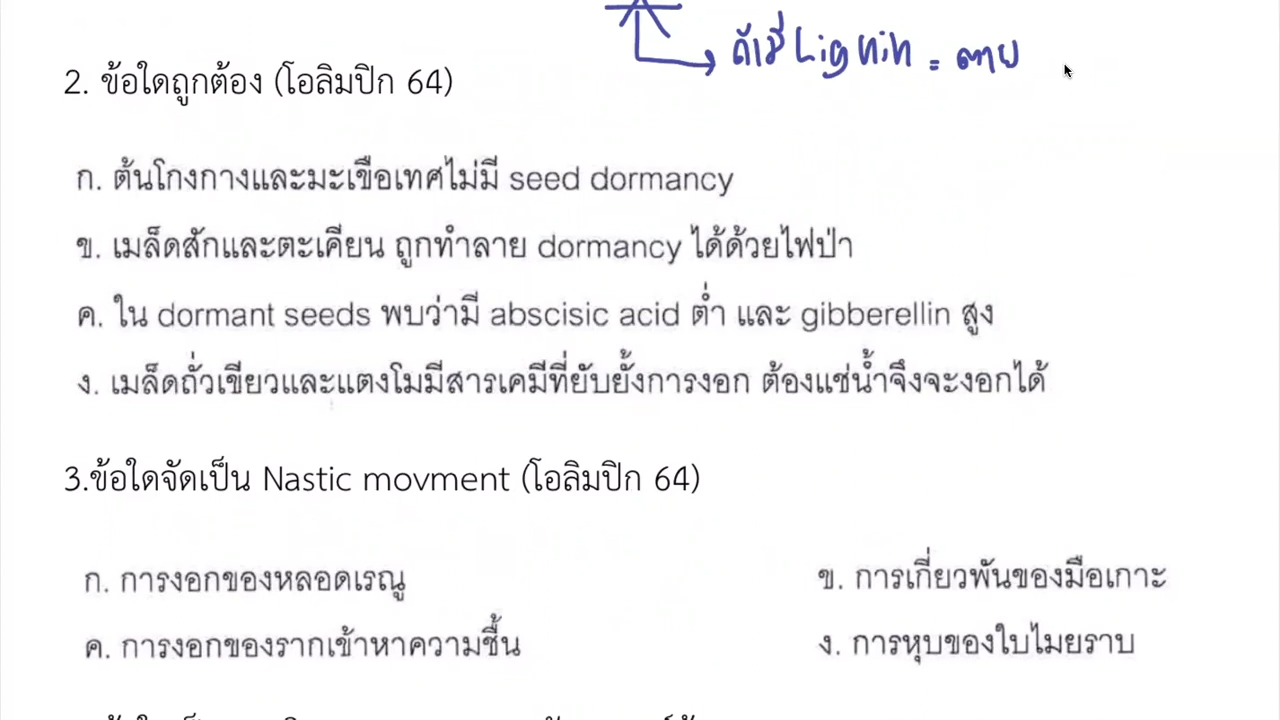 ถ้ามี Lignin = ตาย
2. ข้อใดถูกต้อง (โอลิมปิก 64)
ก. ต้นโกงกางและมะเขือเทศไม่มี seed dormancy
ข. เมล็ดสักและตะเคียน ถูกทำลาย dormancy ได้ด้วยไฟป่า
ค. ใน dormant seeds พบว่ามี abscisic acid ต่ำ และ gibberellin สูง
ง. เมล็ดถั่วเขียวและแตงโมมีสารเคมีที่ยับยั้งการงอก ต้องแช่น้ำจึงจะงอกได้
3.ข้อใดจัดเป็น Nastic movment (โอลิมปิก 64)
ก. การงอกของหลอดเรณู
ข. การเกี่ยวพันของมือเกาะ
ค. การงอกของรากเข้าหาความชื้น
ง. การหุบของใบไมยราบ